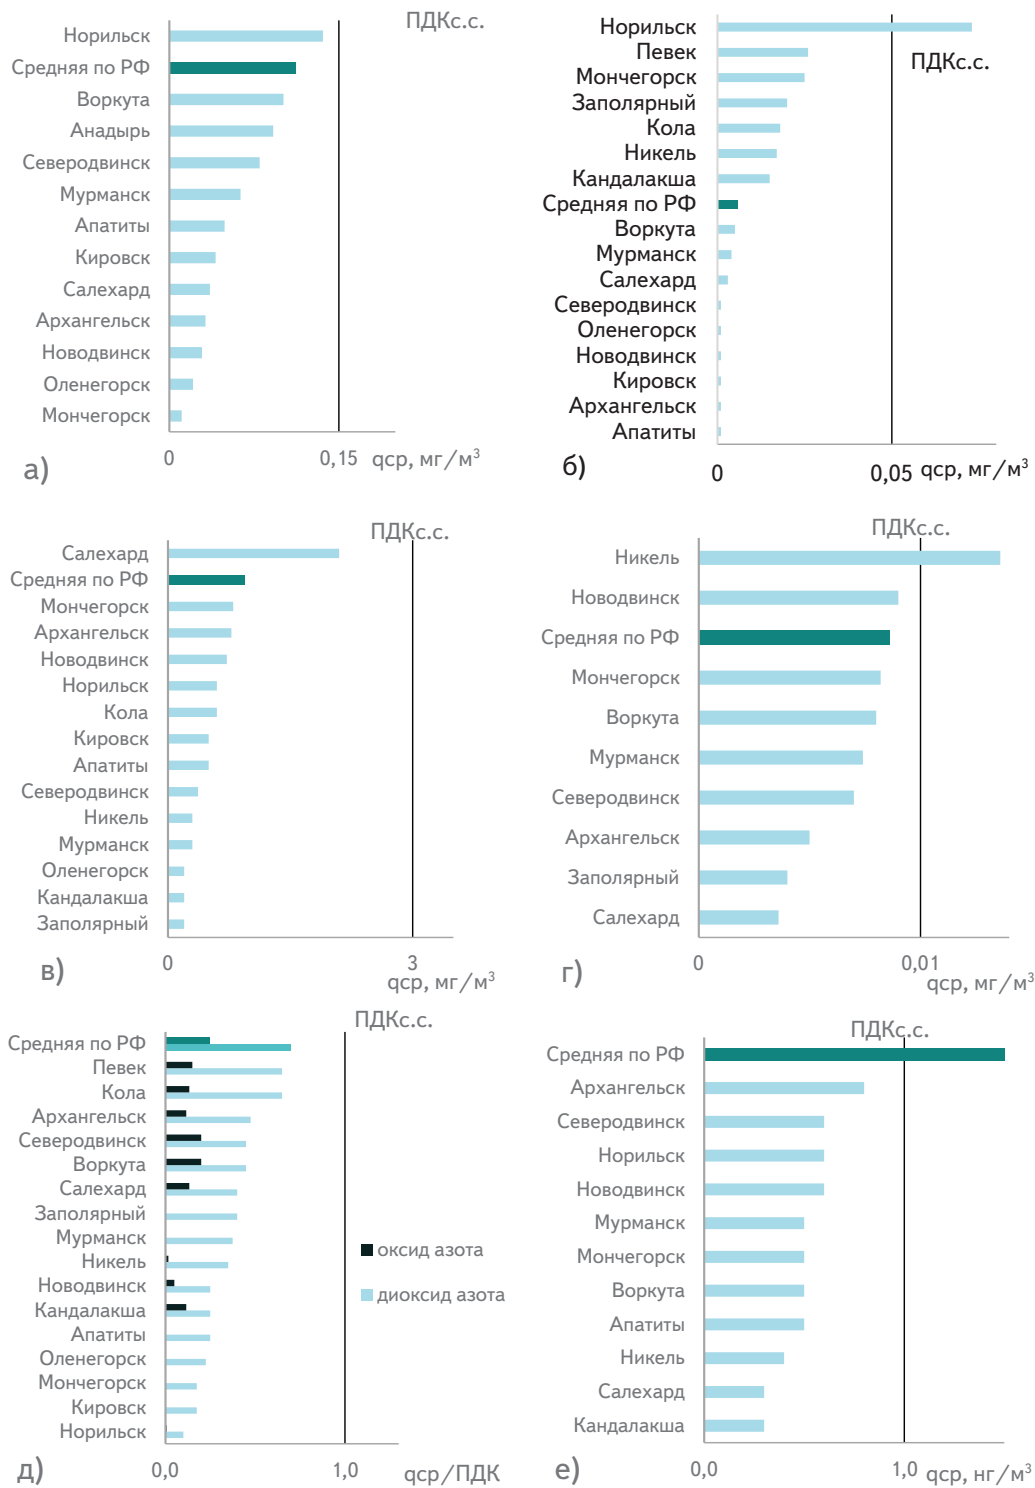 ПДКс.с.
Норильск
Средняя по РФ
Воркута
Анадырь
Северодвинск
Мурманск
Апатиты
Кировск
Салехард
Архангельск
Новодвинск
Оленегорск
Мончегорск
0
0,15
qср, мг/м³
а)
Норильск
Певек
ПДКс.с.
Мончегорск
Заполярный
Кола
Никель
Кандалакша
Средняя по РФ
Воркута
Мурманск
Салехард
Северодвинск
Оленегорск
Новодвинск
Кировск
Архангельск
Апатиты
0
0,05
qср, мг/м³
б)
ПДКс.с.
Салехард
Средняя по РФ
Мончегорск
Архангельск
Новодвинск
Норильск
Кола
Кировск
Апатиты
Северодвинск
Никель
Мурманск
Оленегорск
Кандалакша
Заполярный
0
3
qср, мг/м³
в)
ПДКс.с.
Никель
Новодвинск
Средняя по РФ
Мончегорск
Воркута
Мурманск
Северодвинск
Архангельск
Заполярный
Салехард
0
0,01
qср, мг/м³
г)
ПДКс.с.
Средняя по РФ
Певек
Кола
Архангельск
Северодвинск
Воркута
Салехард
Заполярный
Мурманск
Никель
Новодвинск
Кандалакша
Апатиты
Оленегорск
Мончегорск
Кировск
Норильск
оксид азота
диоксид азота
0,0
1,0
qср/ПДК
д)
ПДКс.с.
Средняя по РФ
Архангельск
Северодвинск
Норильск
Новодвинск
Мурманск
Мончегорск
Воркута
Апатиты
Никель
Салехард
Кандалакша
0,0
1,0
qср, нг/м³
е)